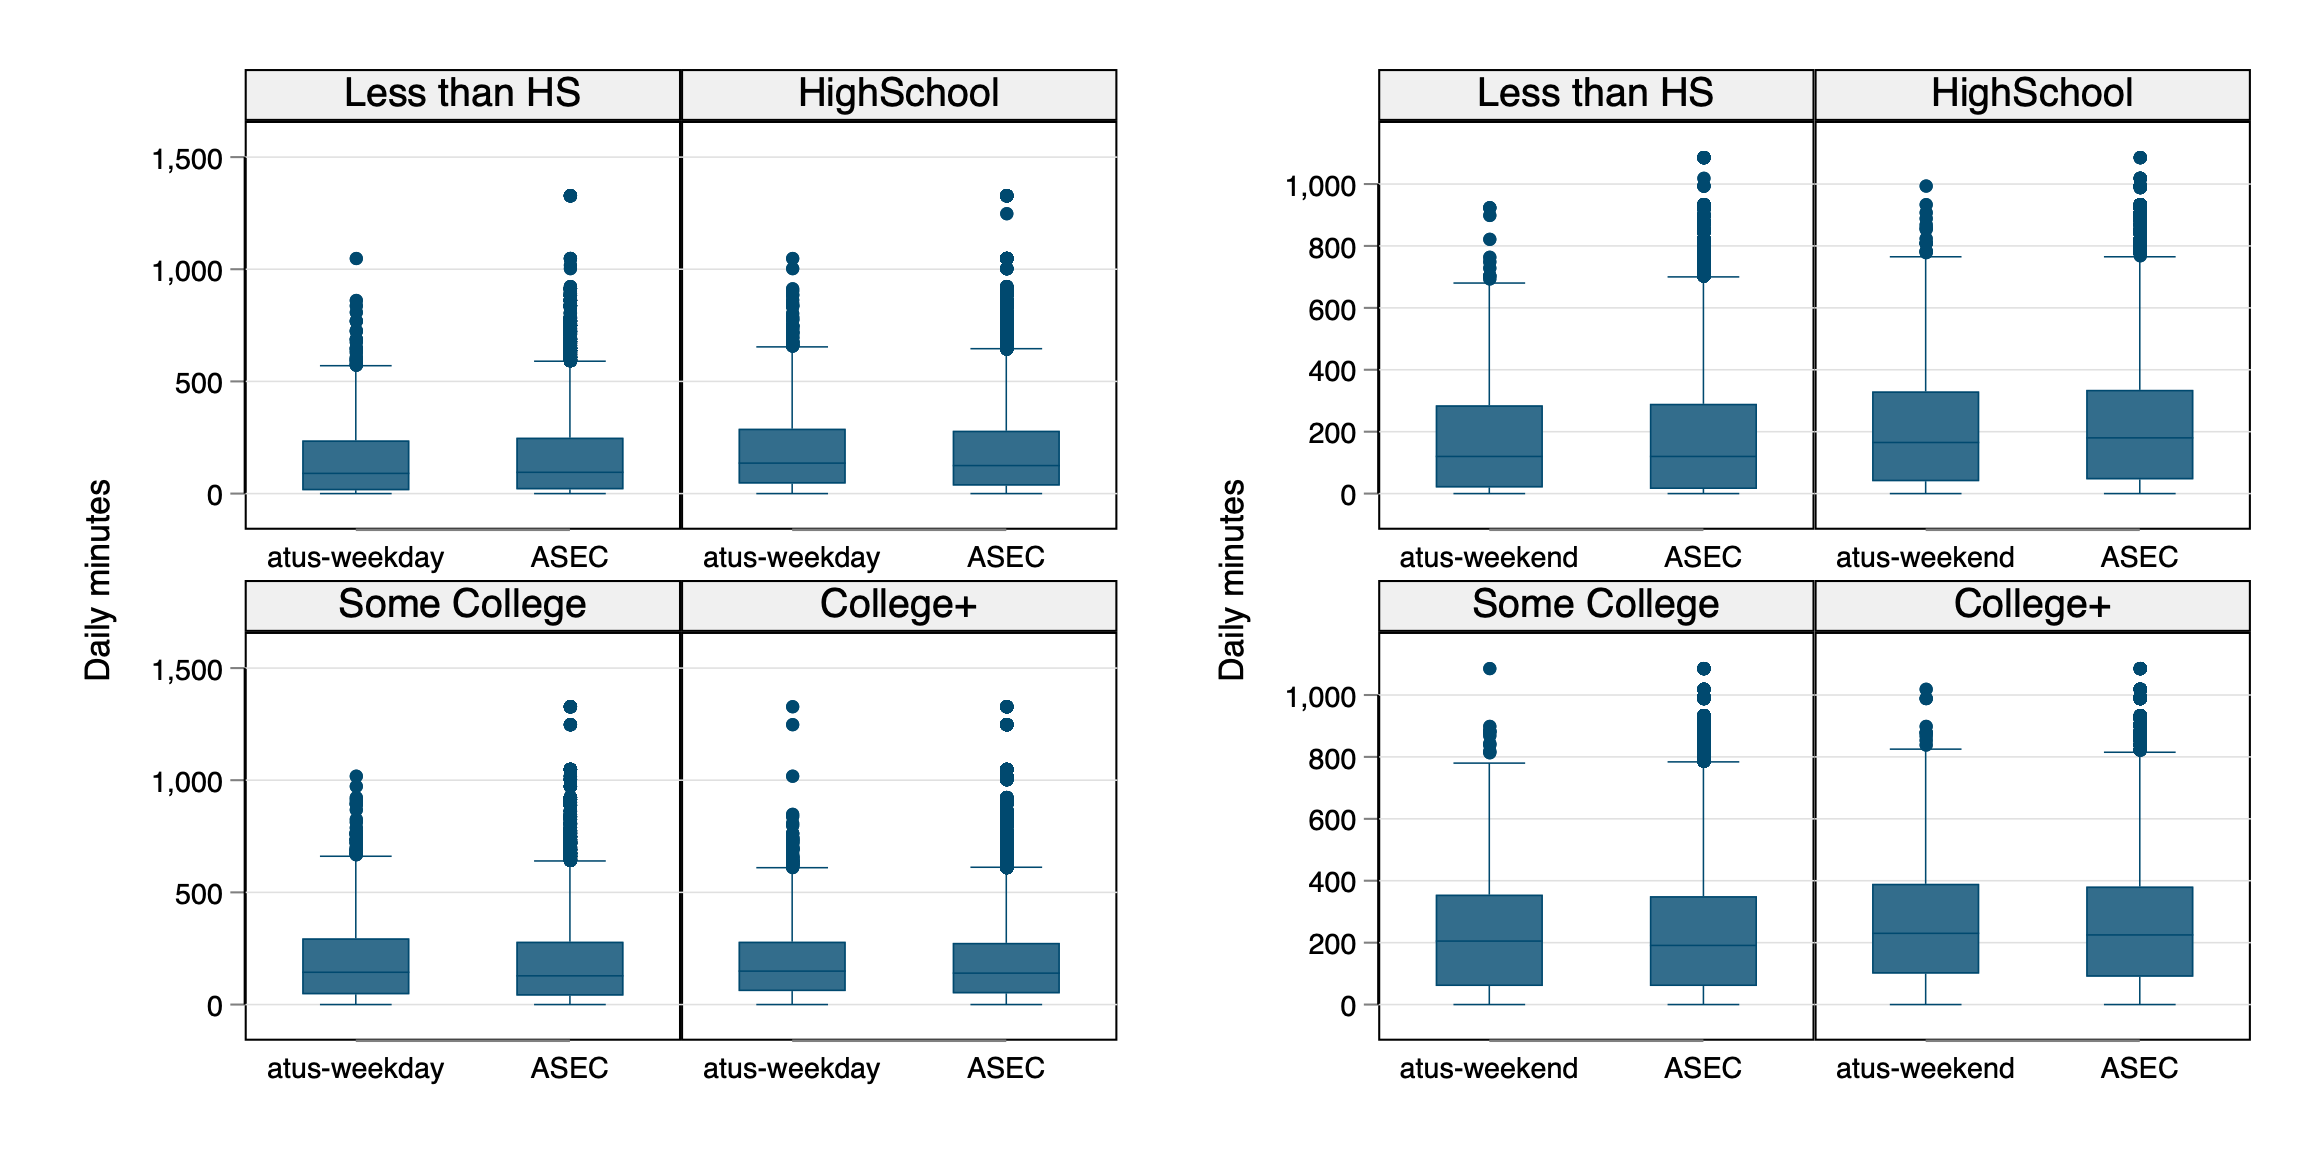 Less than HS HighSchool
1,500
1,000
500
0
atus-weekday ASEC atus-weekday ASEC
Some College College+
1,500
1,000
500
0
atus-weekday ASEC atus-weekday ASEC
Daily minutes
Less than HS HighSchool
1,000
800
600
400
200
0
atus-weekend ASEC atus-weekend ASEC
Some College College+
1,000
800
600
400
200
0
atus-weekend ASEC atus-weekend ASEC
Daily minutes